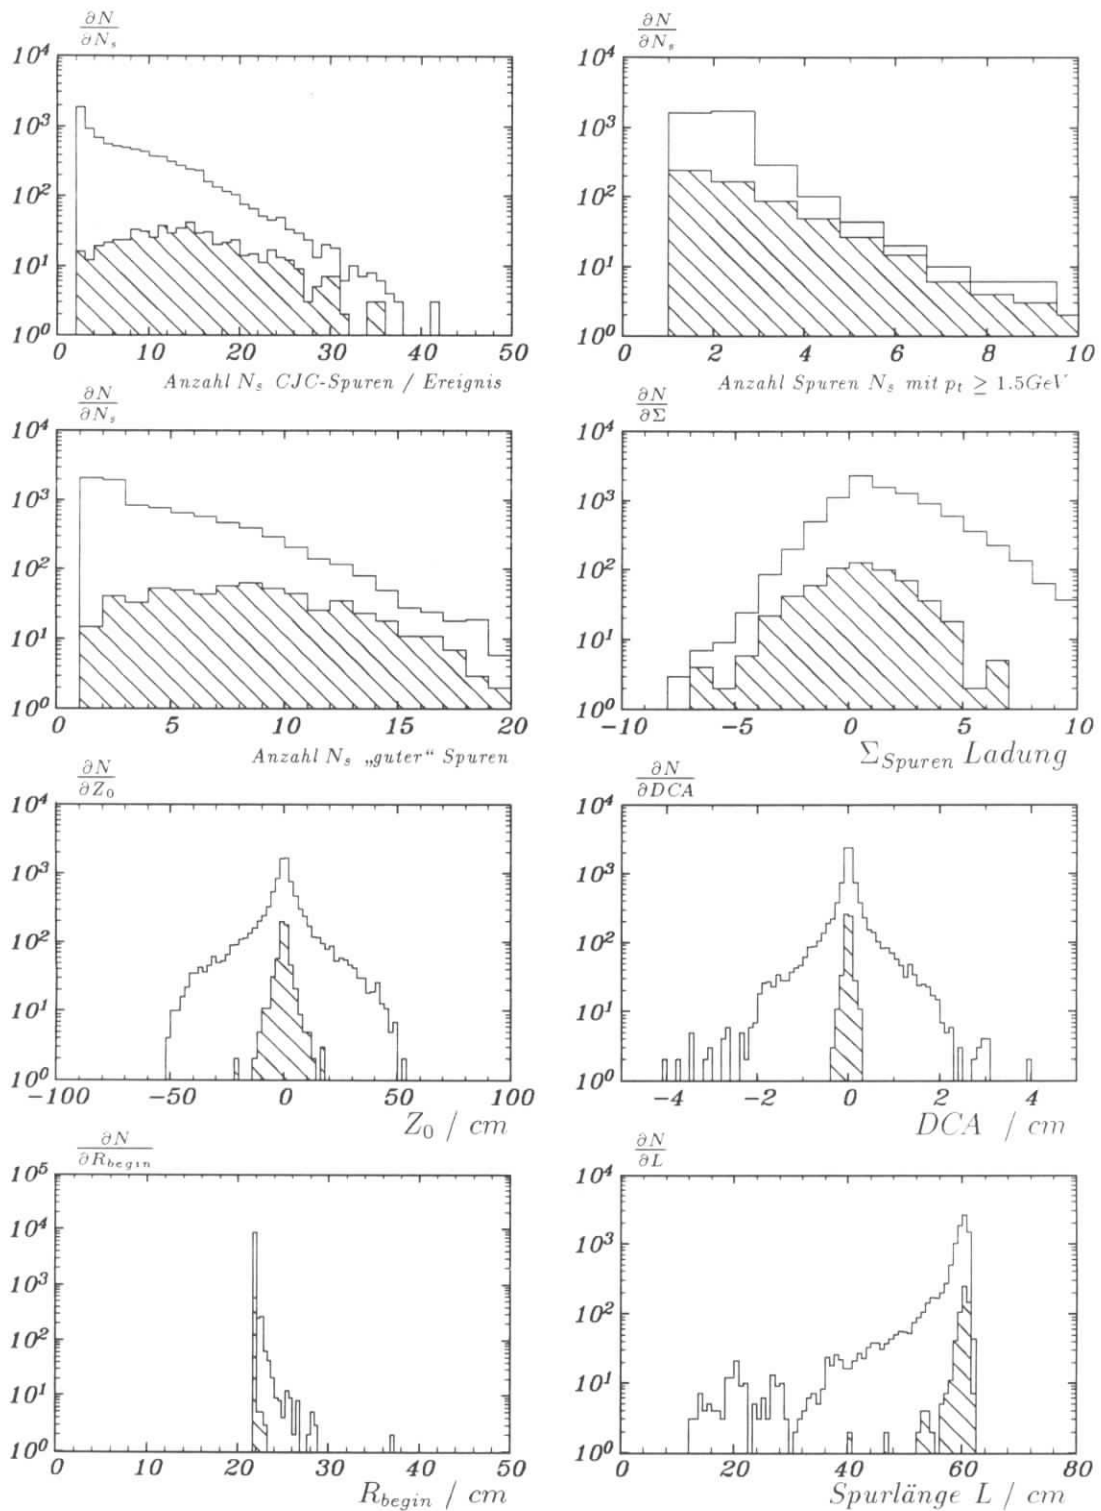 ∂N/∂N_s ∂N/∂N_s
10^4 10^4
10^3 10^3
10^2 10^2
10^1 10^1
10^0 10^0
0 10 20 30 40 50 0 2 4 6 8 10
Anzahl N_s CJC-Spuren / Ereignis Anzahl Spuren N_s mit p_t ≥ 1.5GeV
∂N/∂N_s ∂N/∂Σ
10^4 10^4
10^3 10^3
10^2 10^2
10^1 10^1
10^0 10^0
0 5 10 15 20 -10 -5 0 5 10
Anzahl N_s „guter“ Spuren Σ_Spuren Ladung
∂N/∂Z_0 ∂N/∂DCA
10^4 10^4
10^3 10^3
10^2 10^2
10^1 10^1
10^0 10^0
-100 -50 0 50 100 -4 -2 0 2 4
Z_0 / cm DCA / cm
∂N/∂R_begin ∂N/∂L
10^5 10^4
10^4 10^3
10^3 10^2
10^2 10^1
10^1 10^0
10^0
0 10 20 30 40 50 0 20 40 60 80
R_begin / cm Spurlänge L / cm